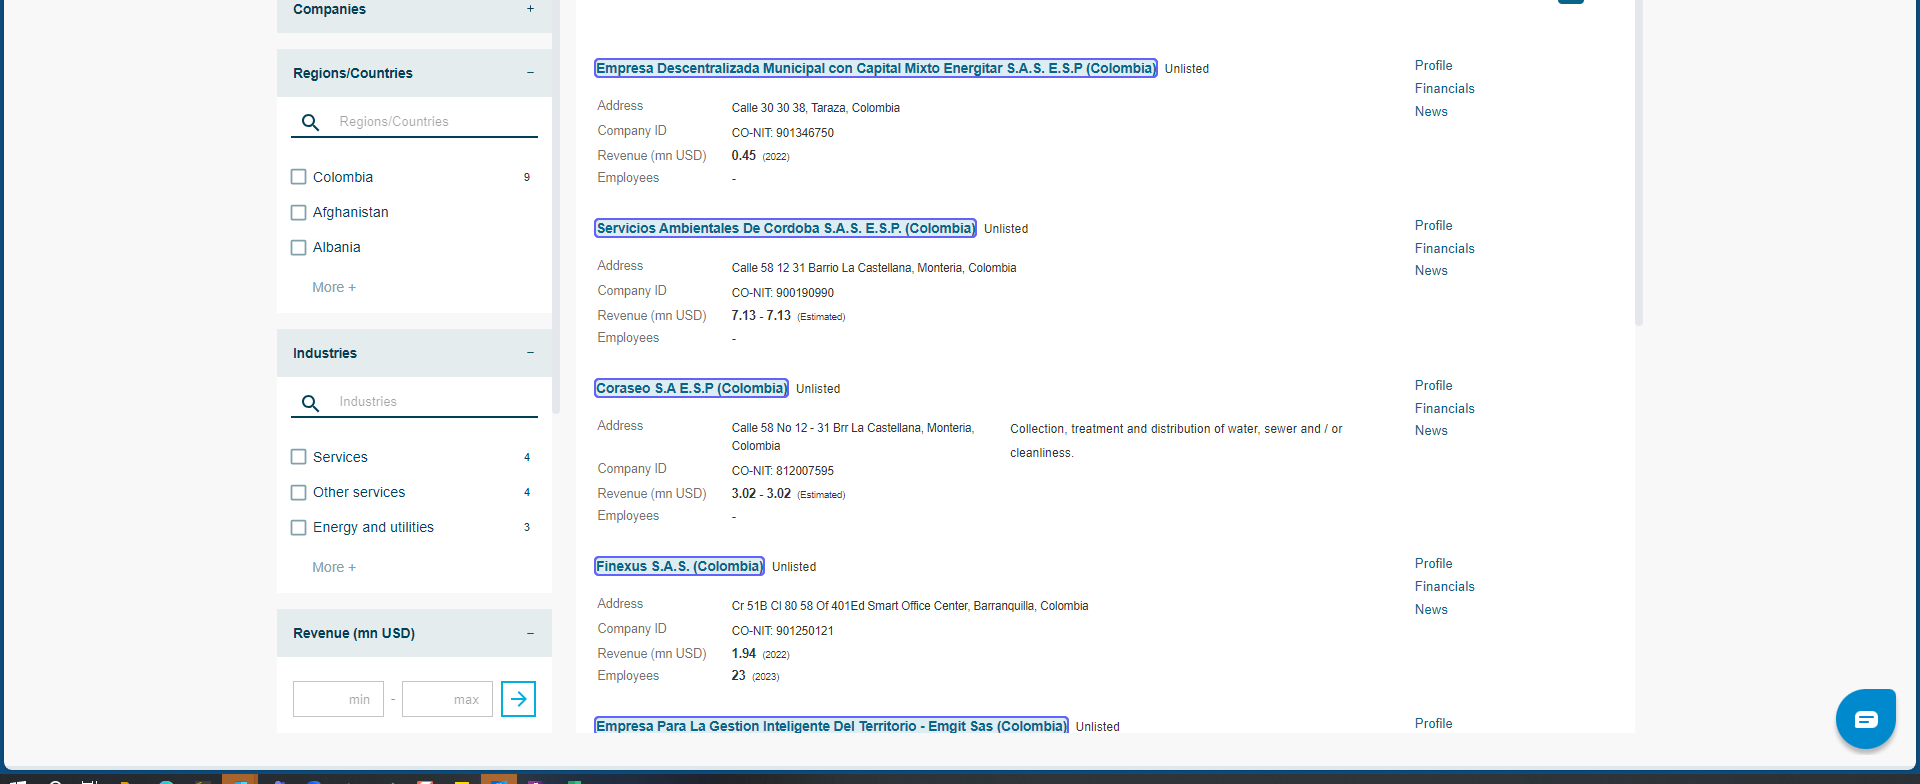 Companies +
Regions/Countries −
Regions/Countries
Colombia 9
Afghanistan
Albania
More +
Industries −
Industries
Services 4
Other services 4
Energy and utilities 3
More +
Revenue (mn USD) −
min - max
Empresa Descentralizada Municipal con Capital Mixto Energitar S.A.S. E.S.P (Colombia) Unlisted
Address Calle 30 30 38, Taraza, Colombia
Company ID CO-NIT: 901346750
Revenue (mn USD) 0.45 (2022)
Employees -
Profile
Financials
News
Servicios Ambientales De Cordoba S.A.S. E.S.P. (Colombia) Unlisted
Address Calle 58 12 31 Barrio La Castellana, Monteria, Colombia
Company ID CO-NIT: 900190990
Revenue (mn USD) 7.13 - 7.13 (Estimated)
Employees -
Profile
Financials
News
Coraseo S.A E.S.P (Colombia) Unlisted
Address Calle 58 No 12 - 31 Brr La Castellana, Monteria,
Colombia
Company ID CO-NIT: 812007595
Revenue (mn USD) 3.02 - 3.02 (Estimated)
Employees -
Collection, treatment and distribution of water, sewer and / or
cleanliness.
Profile
Financials
News
Finexus S.A.S. (Colombia) Unlisted
Address Cr 51B Cl 80 58 Of 401Ed Smart Office Center, Barranquilla, Colombia
Company ID CO-NIT: 901250121
Revenue (mn USD) 1.94 (2022)
Employees 23 (2023)
Profile
Financials
News
Empresa Para La Gestion Inteligente Del Territorio - Emgit Sas (Colombia) Unlisted
Profile